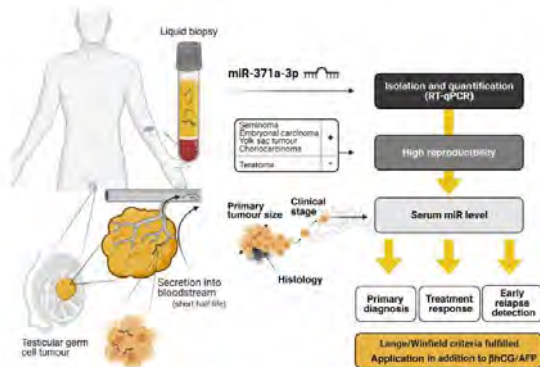 Liquid biopsy
miR-371a-3p
Isolation and quantification
(RT-qPCR)
Seminoma
Embryonal carcinoma
Yolk sac tumour
Choriocarcinoma
+
Teratoma
-
High reproducibility
Primary
tumour size
Clinical
stage
Serum miR level
Histology
Secretion into
bloodstream
(short half life)
Testicular germ
cell tumour
Primary
diagnosis
Treatment
response
Early
relapse
detection
Lange/Winfield criteria fulfilled
Application in addition to βhCG/AFP